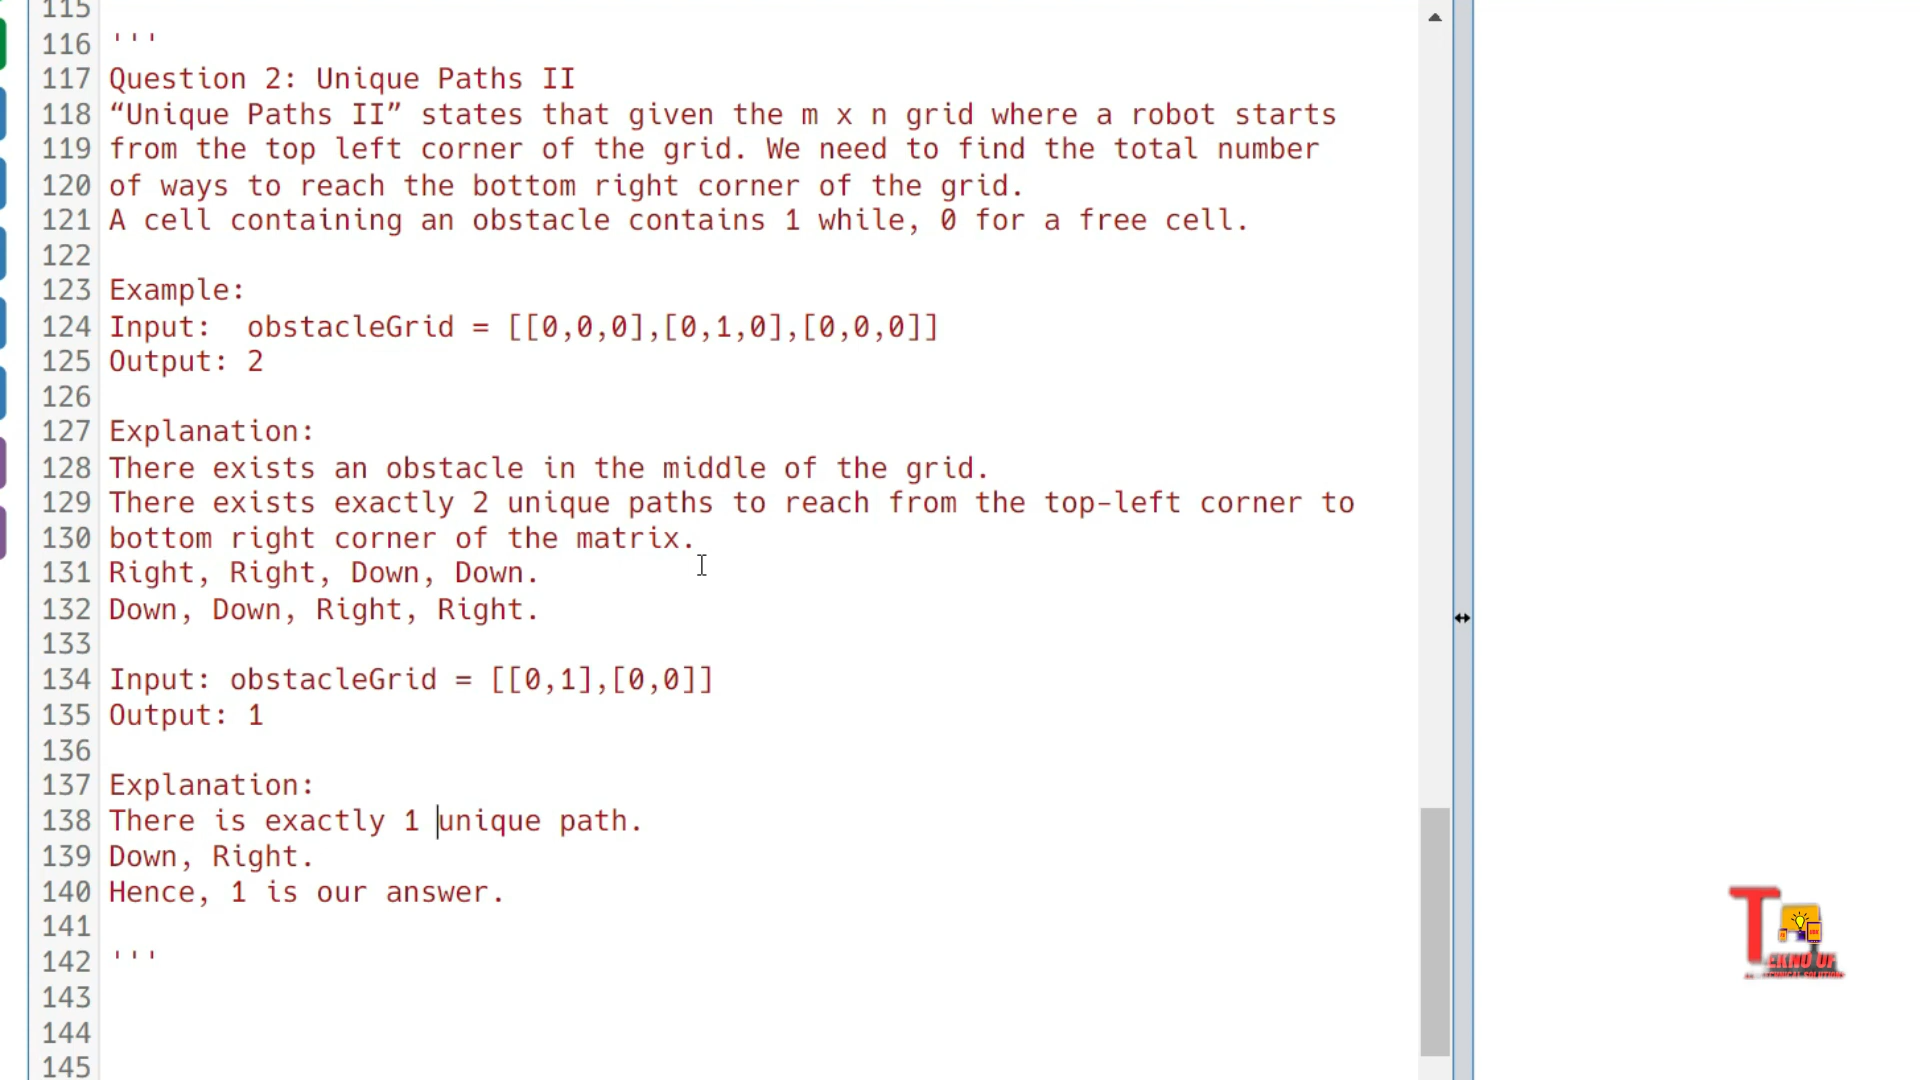 115
116 '''
117 Question 2: Unique Paths II
118 “Unique Paths II” states that given the m x n grid where a robot starts
119 from the top left corner of the grid. We need to find the total number
120 of ways to reach the bottom right corner of the grid.
121 A cell containing an obstacle contains 1 while, 0 for a free cell.
122
123 Example:
124 Input:  obstacleGrid = [[0,0,0],[0,1,0],[0,0,0]]
125 Output: 2
126
127 Explanation:
128 There exists an obstacle in the middle of the grid.
129 There exists exactly 2 unique paths to reach from the top-left corner to
130 bottom right corner of the matrix.
131 Right, Right, Down, Down.
132 Down, Down, Right, Right.
133
134 Input: obstacleGrid = [[0,1],[0,0]]
135 Output: 1
136
137 Explanation:
138 There is exactly 1 unique path.
139 Down, Right.
140 Hence, 1 is our answer.
141
142 '''
143
144
145